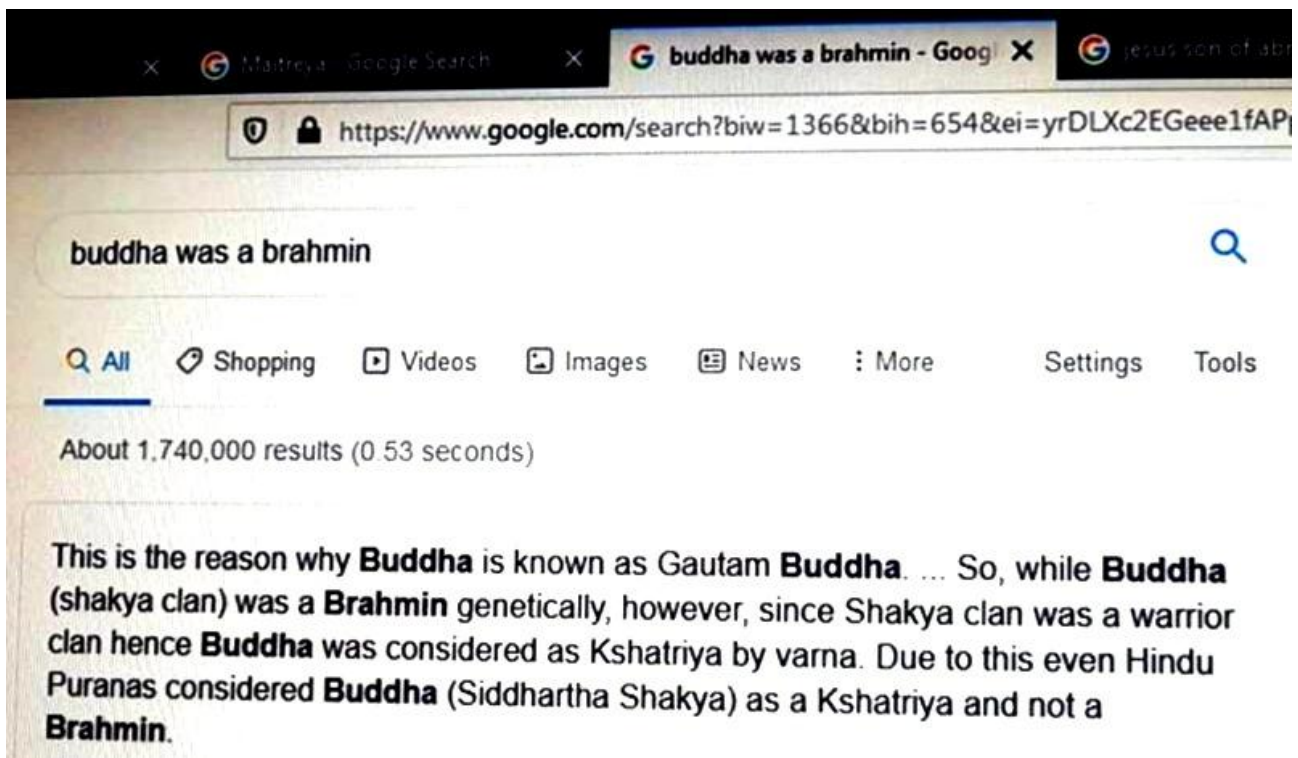 Maitreya - Google Search
buddha was a brahmin - Googl
jesus son of abr
https://www.google.com/search?biw=1366&bih=654&ei=yrDLXc2EGeee1fAP
buddha was a brahmin
All Shopping Videos Images News More Settings Tools
About 1,740,000 results (0.53 seconds)
This is the reason why Buddha is known as Gautam Buddha. ... So, while Buddha
(shakya clan) was a Brahmin genetically, however, since Shakya clan was a warrior
clan hence Buddha was considered as Kshatriya by varna. Due to this even Hindu
Puranas considered Buddha (Siddhartha Shakya) as a Kshatriya and not a
Brahmin.